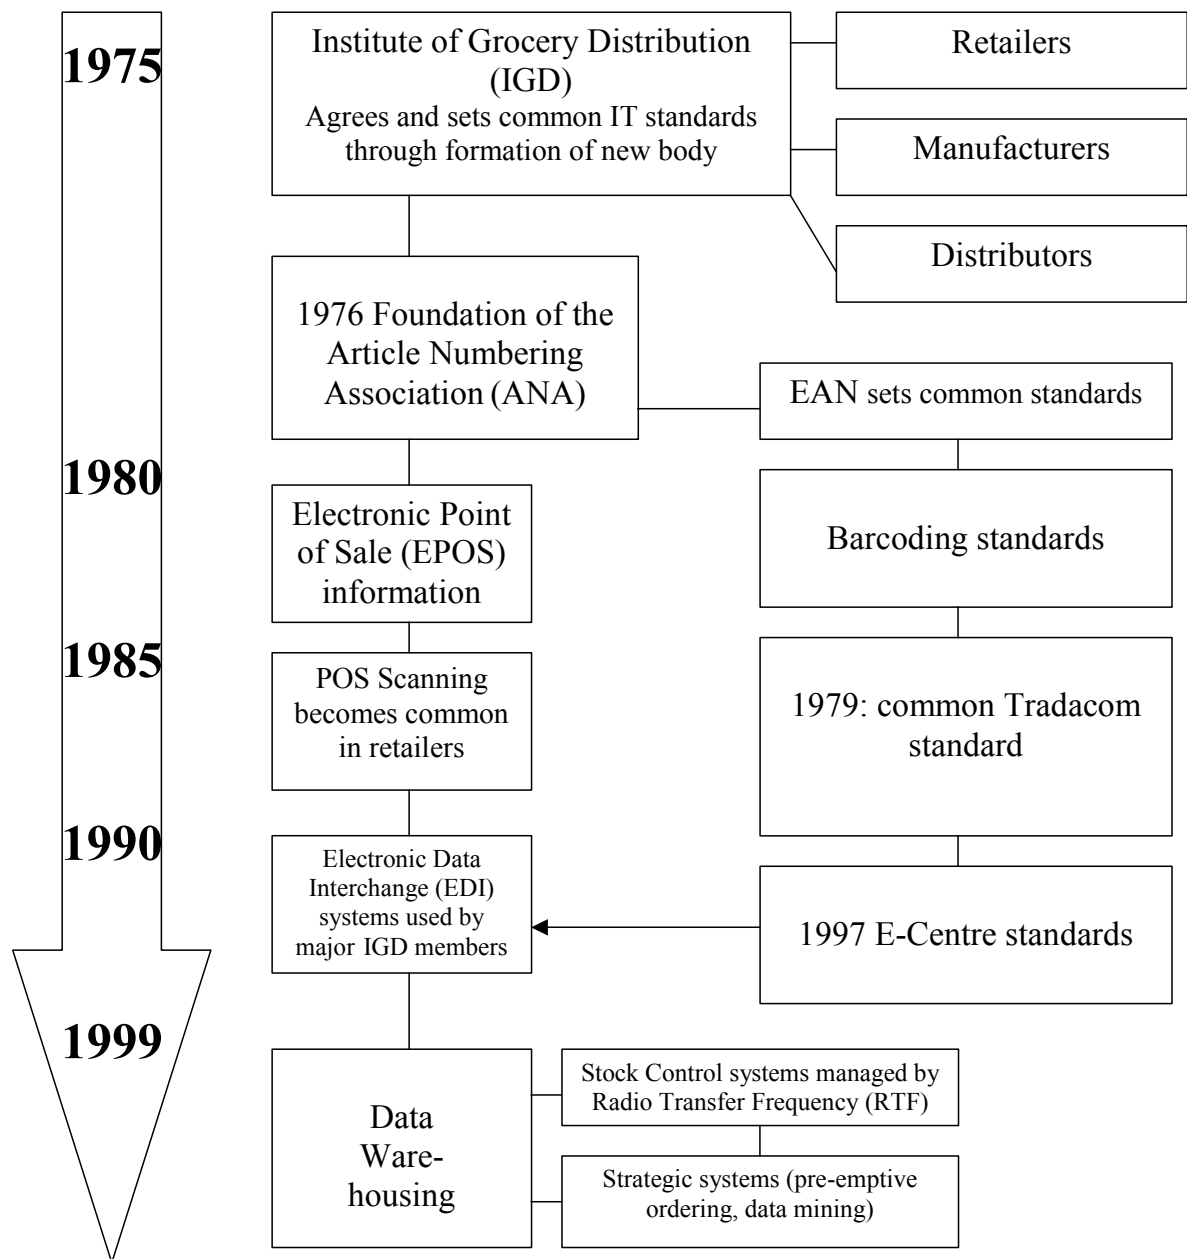 1975
Institute of Grocery Distribution
(IGD)
Agrees and sets common IT standards
through formation of new body
Retailers
Manufacturers
Distributors
1976 Foundation of the
Article Numbering
Association (ANA)
EAN sets common standards
1980
Electronic Point
of Sale (EPOS)
information
Barcoding standards
1985
POS Scanning
becomes common
in retailers
1979: common Tradacom
standard
1990
Electronic Data
Interchange (EDI)
systems used by
major IGD members
1997 E-Centre standards
1999
Data
Ware-
housing
Stock Control systems managed by
Radio Transfer Frequency (RTF)
Strategic systems (pre-emptive
ordering, data mining)